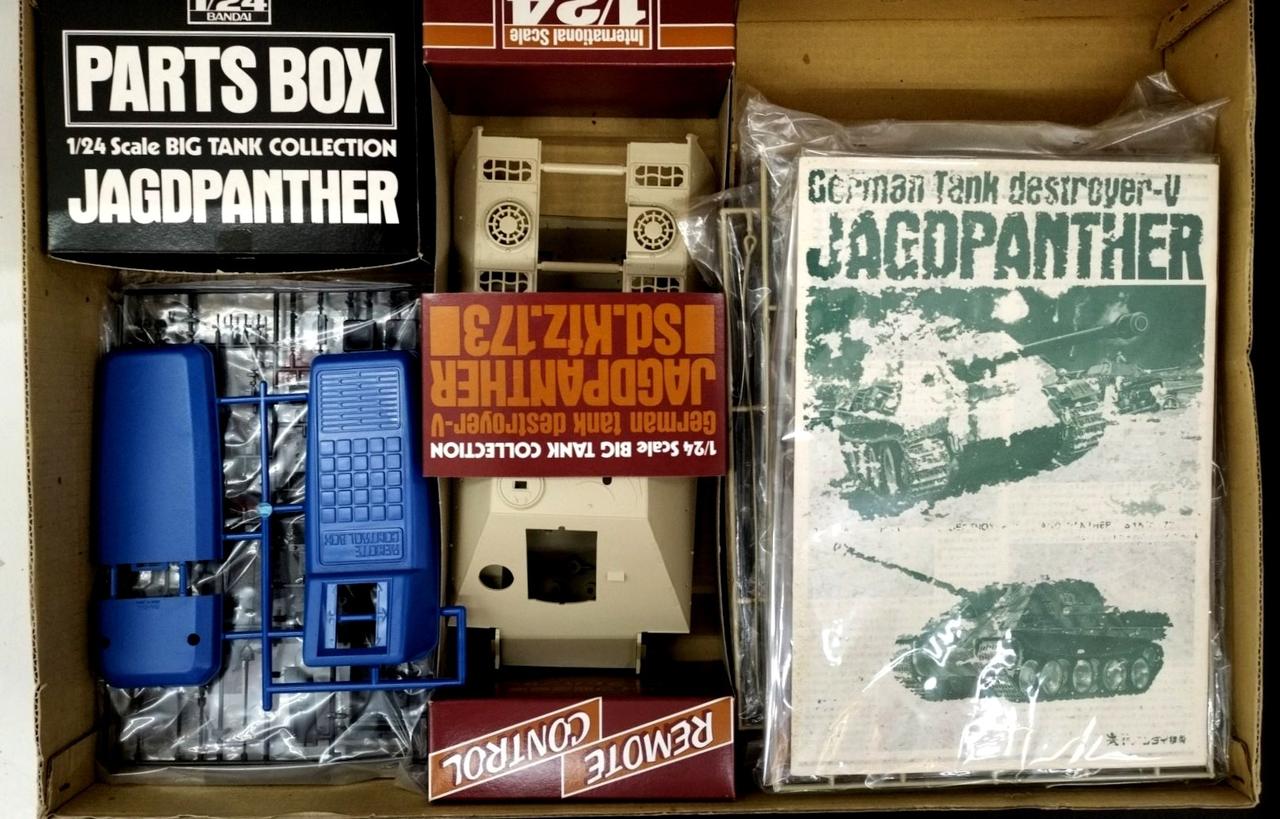 1/24
BANDAI
PARTS BOX
1/24 Scale BIG TANK COLLECTION
JAGDPANTHER
1/24
International Scale
1/24 Scale BIG TANK COLLECTION
German tank destroyer-V
JAGDPANTHER
Sd.Kfz.173
REMOTE
CONTROL
REMOTE
CONTROL BOX
German Tank destroyer-V
JAGDPANTHER